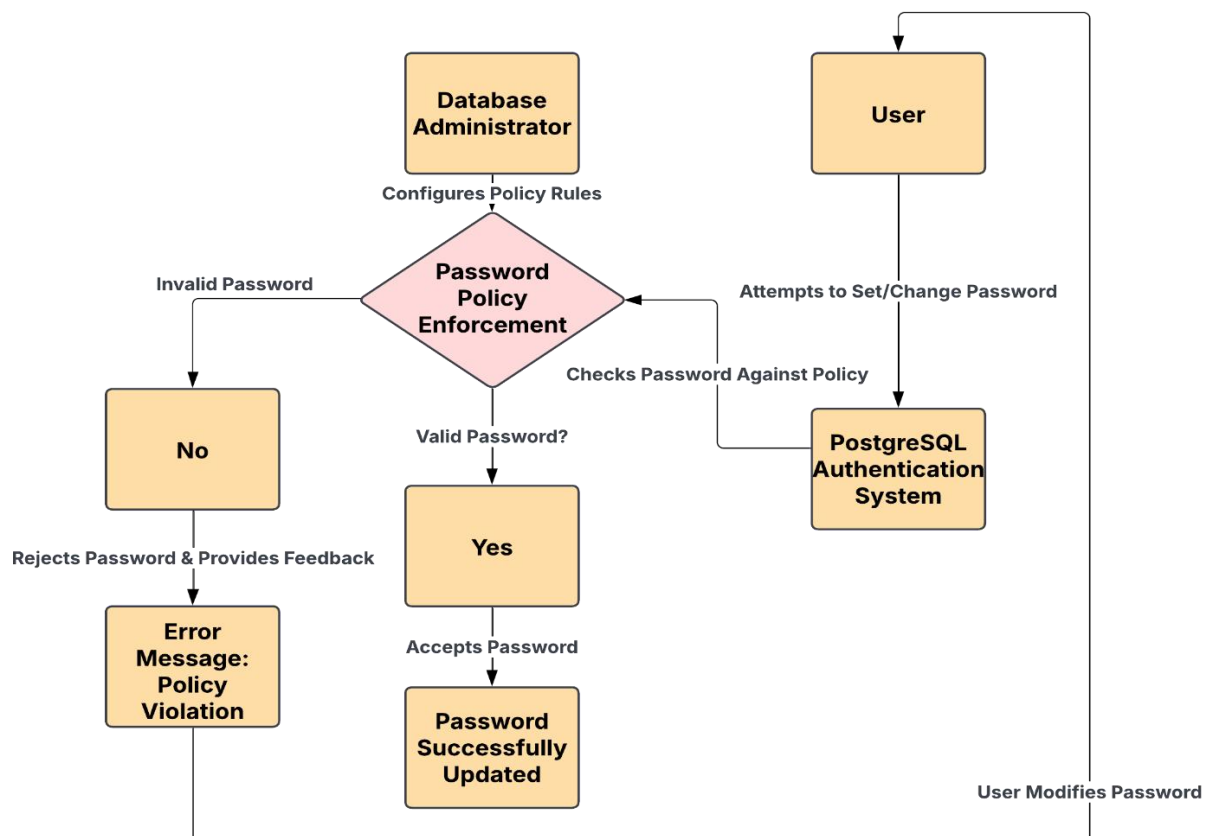 Database
Administrator
User
Configures Policy Rules
Password
Policy
Enforcement
Invalid Password
Attempts to Set/Change Password
Checks Password Against Policy
No
Valid Password?
PostgreSQL
Authentication
System
Yes
Rejects Password & Provides Feedback
Error
Message:
Policy
Violation
Accepts Password
Password
Successfully
Updated
User Modifies Password